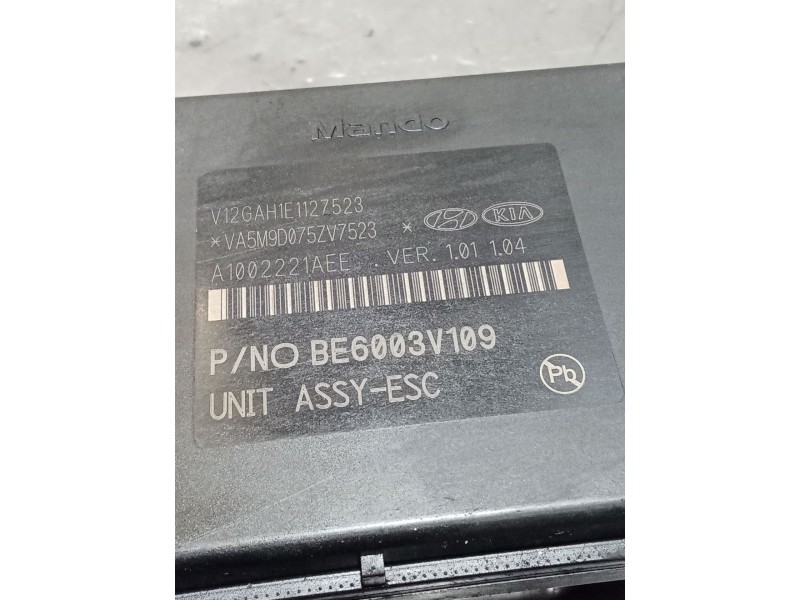 Mando
V12GAH1E112Z523
*VA5M9D075ZV7523 *
KIA
A1002221AEE . VER. 1.01 1.04
P/NO BE6003V109
UNIT ASSY-ESC
Pb